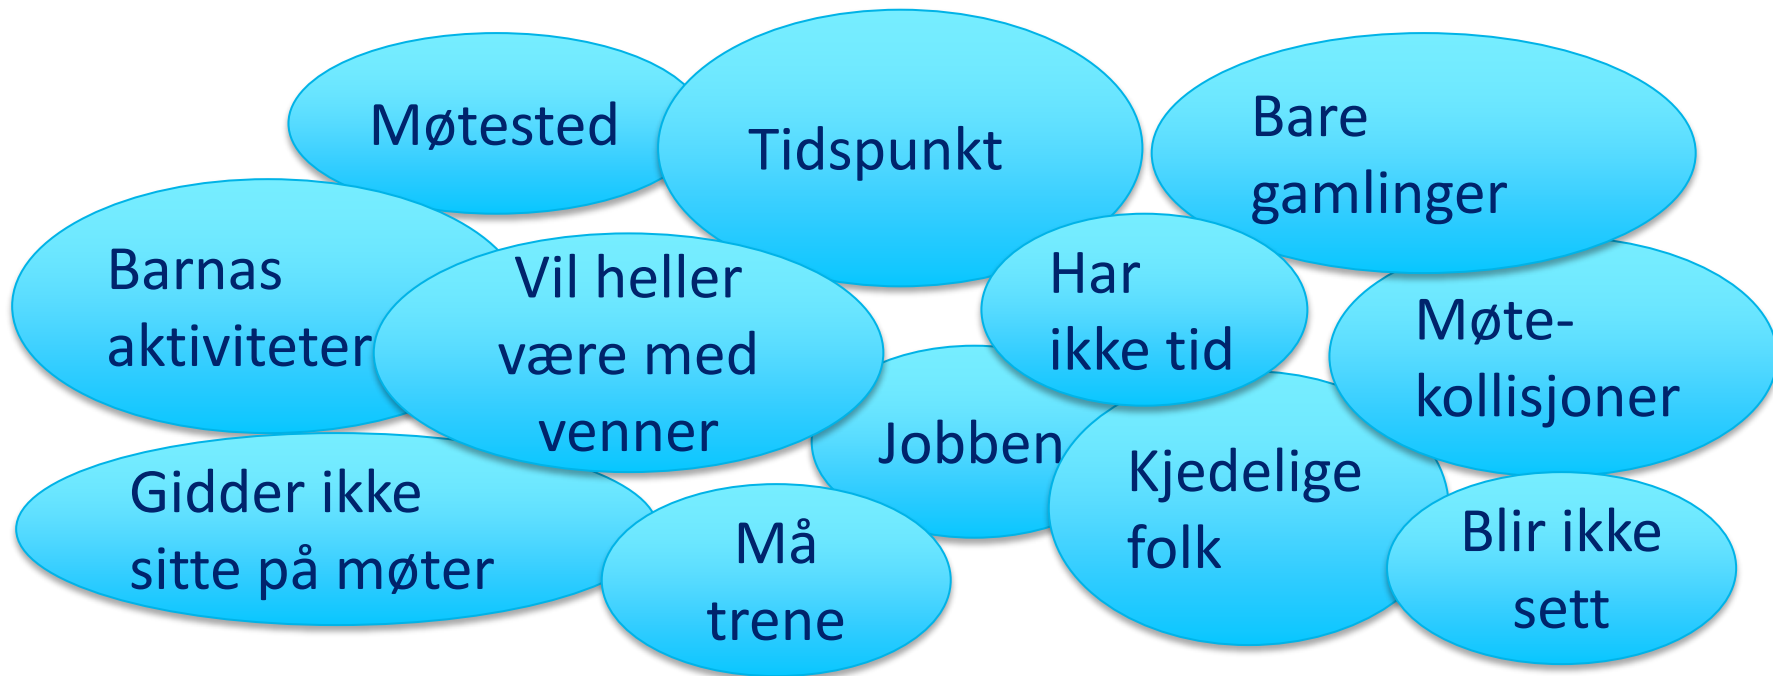 Møtested
Tidspunkt
Bare
gamlinger
Barnas
aktiviteter
Vil heller
være med
venner
Har
ikke tid
Møte-
kollisjoner
Jobben
Kjedelige
folk
Gidder ikke
sitte på møter
Må
trene
Blir ikke
sett